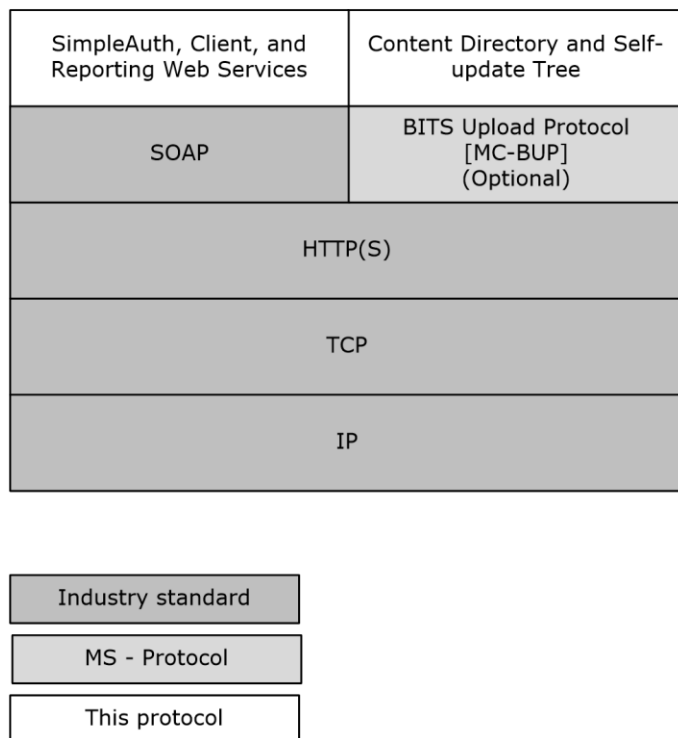 SimpleAuth, Client, and
Reporting Web Services
Content Directory and Self-
update Tree
SOAP
BITS Upload Protocol
[MC-BUP]
(Optional)
HTTP(S)
TCP
IP
Industry standard
MS - Protocol
This protocol